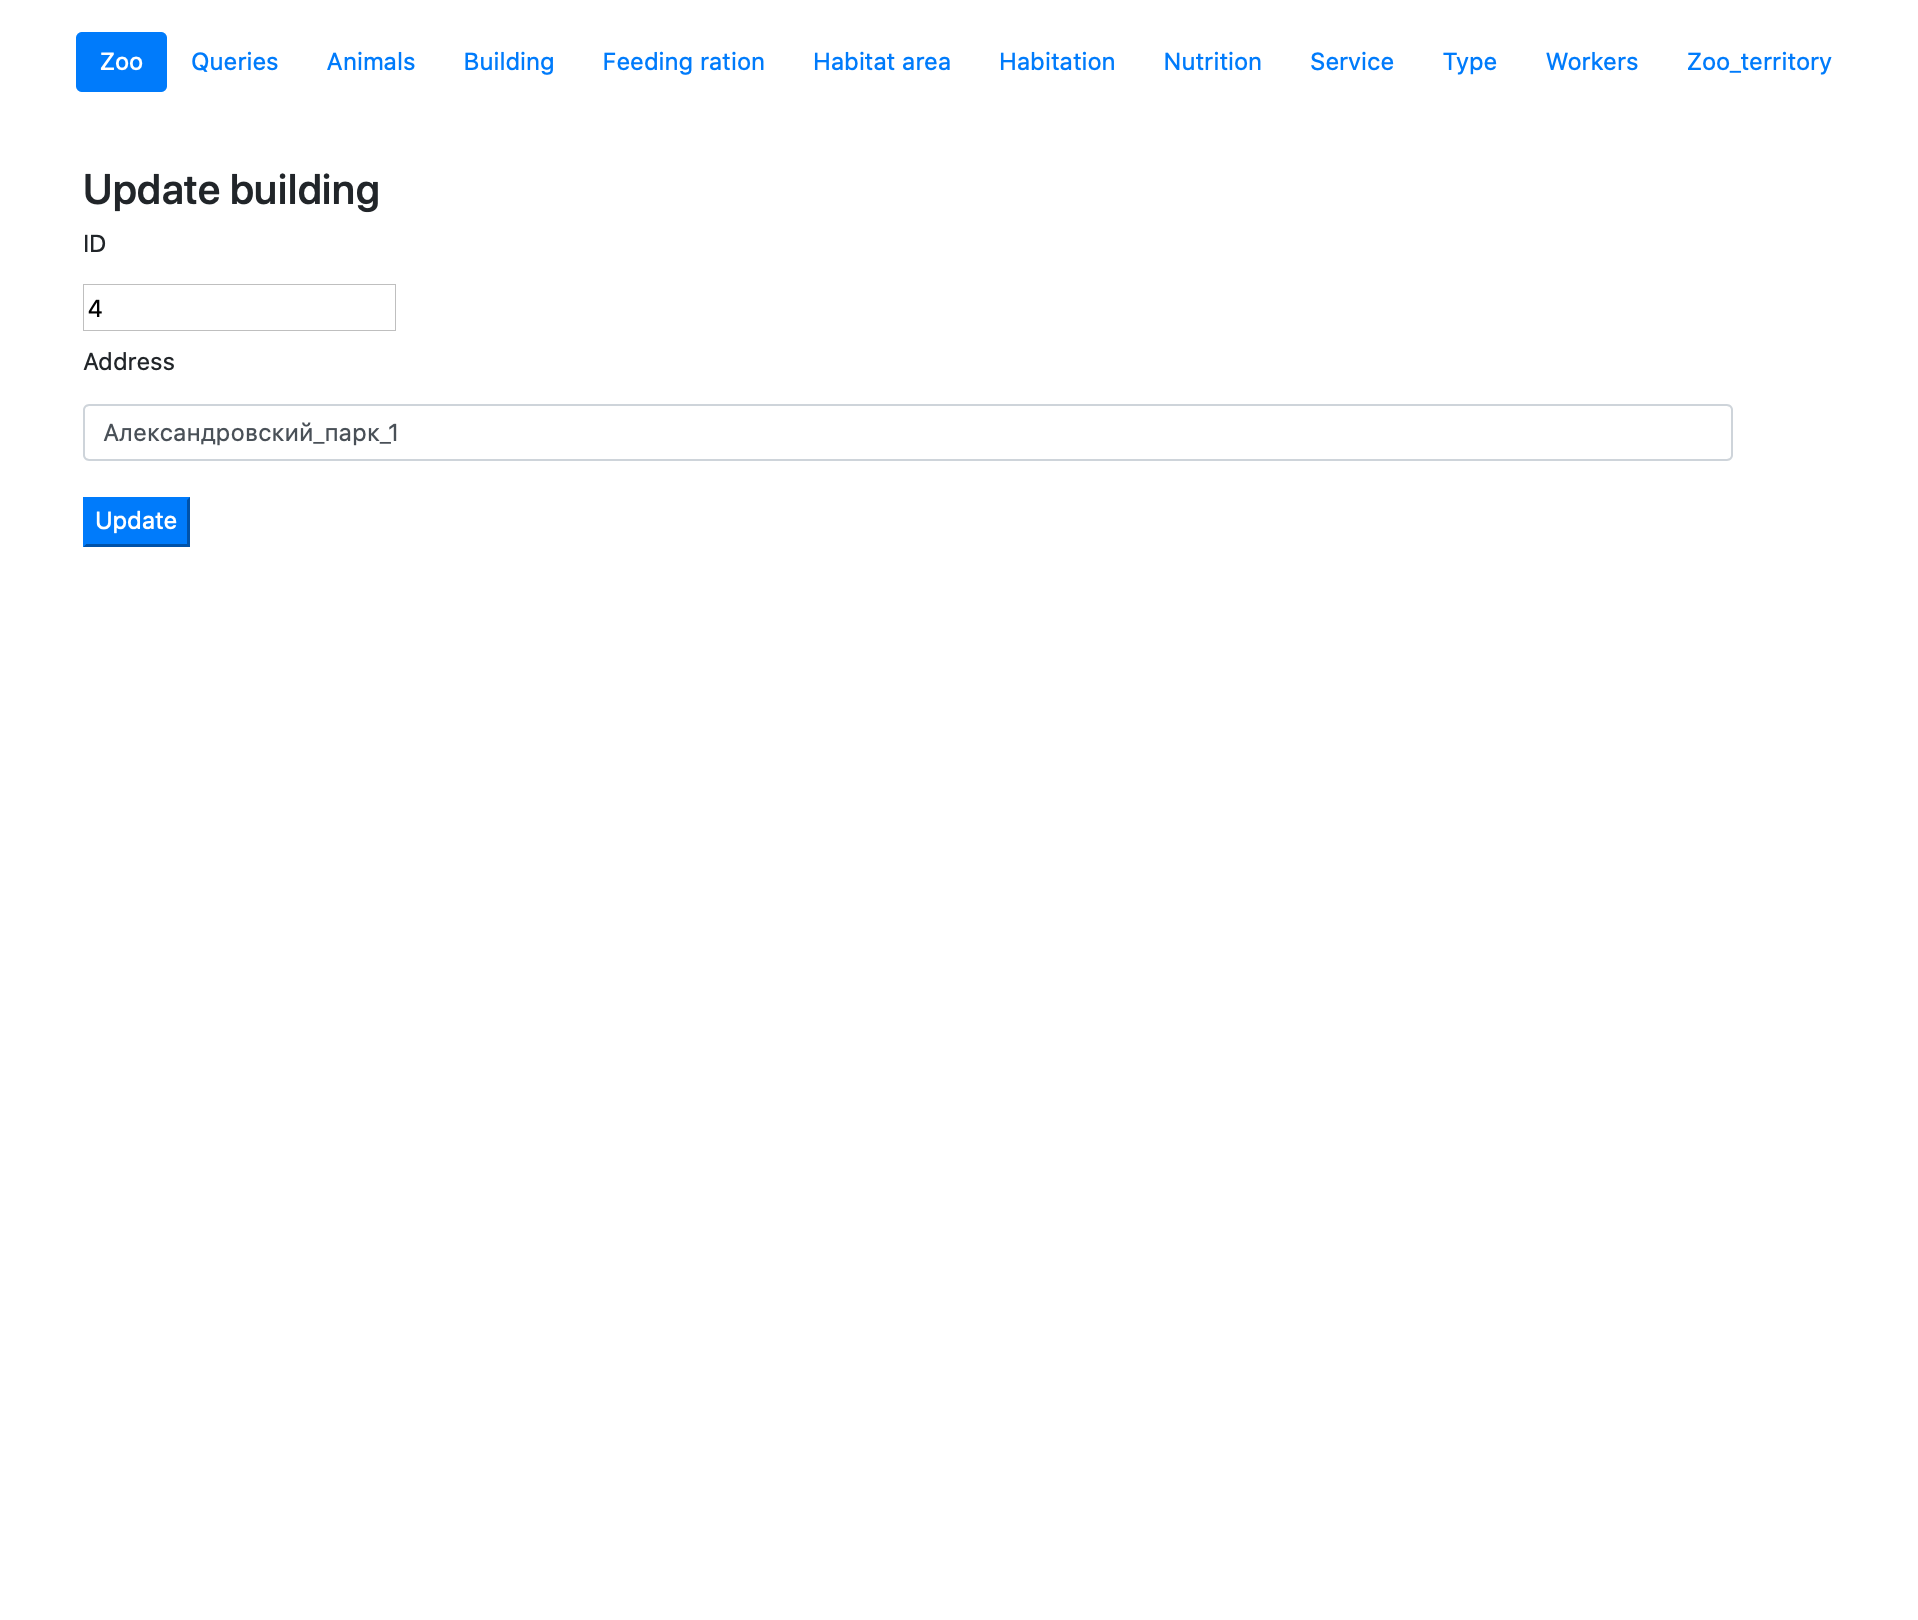 Zoo Queries Animals Building Feeding ration Habitat area Habitation Nutrition Service Type Workers Zoo_territory
Update building
ID
4
Address
Александровский_парк_1
Update